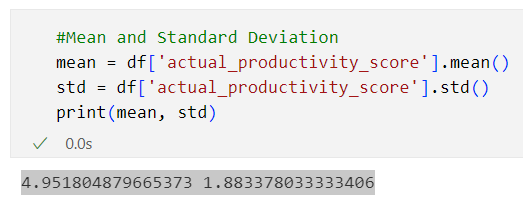 #Mean and Standard Deviation
mean = df['actual_productivity_score'].mean()
std = df['actual_productivity_score'].std()
print(mean, std)
0.0s
4.951804879665373 1.883378033333406